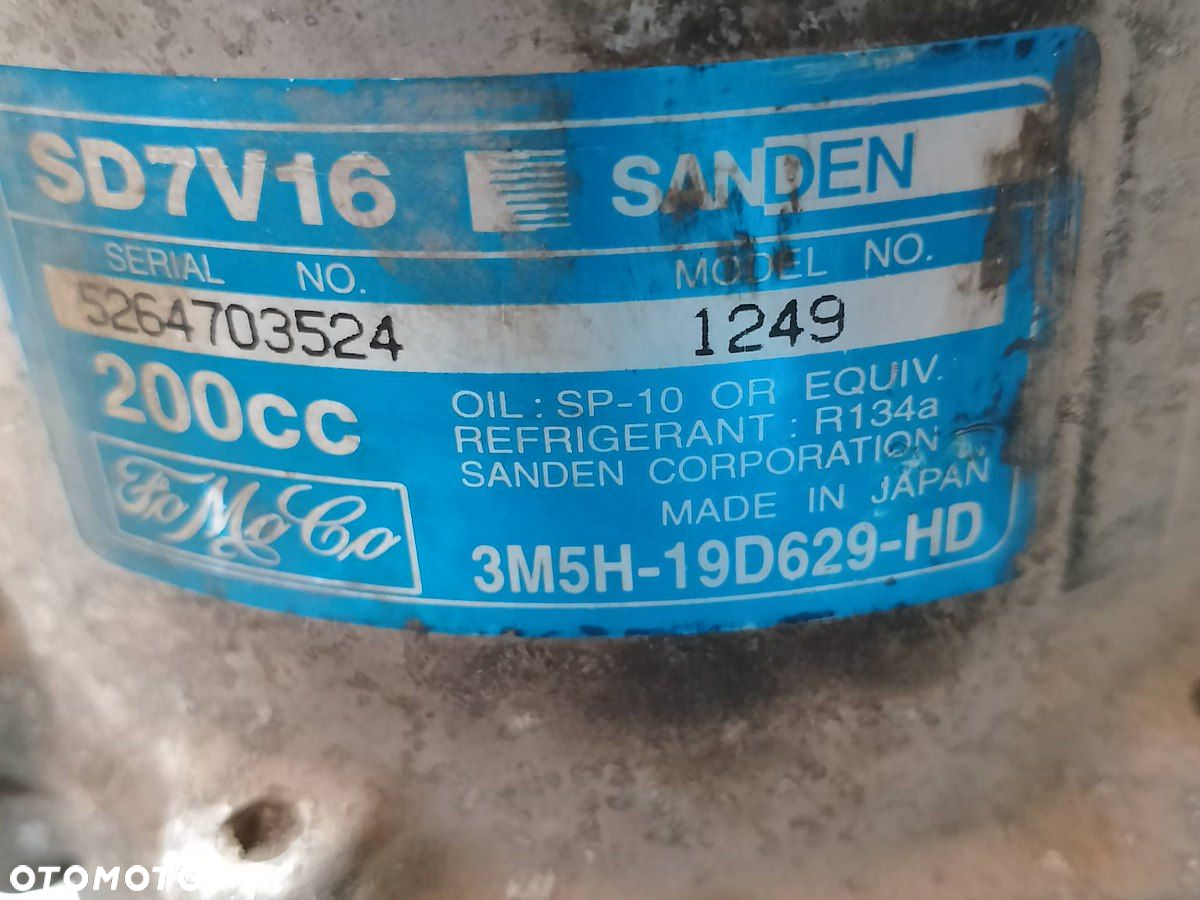 SD7V16 SANDEN
SERIAL NO. MODEL NO.
5264703524 1249
200cc
OIL : SP-10 OR EQUIV.
REFRIGERANT : R134a
SANDEN CORPORATION
MADE IN JAPAN
FoMoCo
3M5H-19D629-HD
OTOMOTO